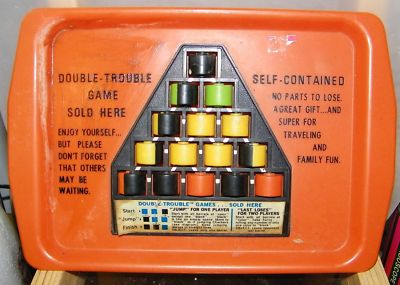 DOUBLE-TROUBLE
GAME
SOLD HERE
ENJOY YOURSELF...
BUT PLEASE
DON'T FORGET
THAT OTHERS
MAY BE
WAITING.
SELF-CONTAINED
NO PARTS TO LOSE.
A GREAT GIFT...AND
SUPER FOR
TRAVELING
AND
FAMILY FUN.
DOUBLE-TROUBLE™ GAMES . . . SOLD HERE
Start
"Jump"
Finish
"JUMP" FOR ONE PLAYER
"LAST LOSES"
FOR TWO PLAYERS